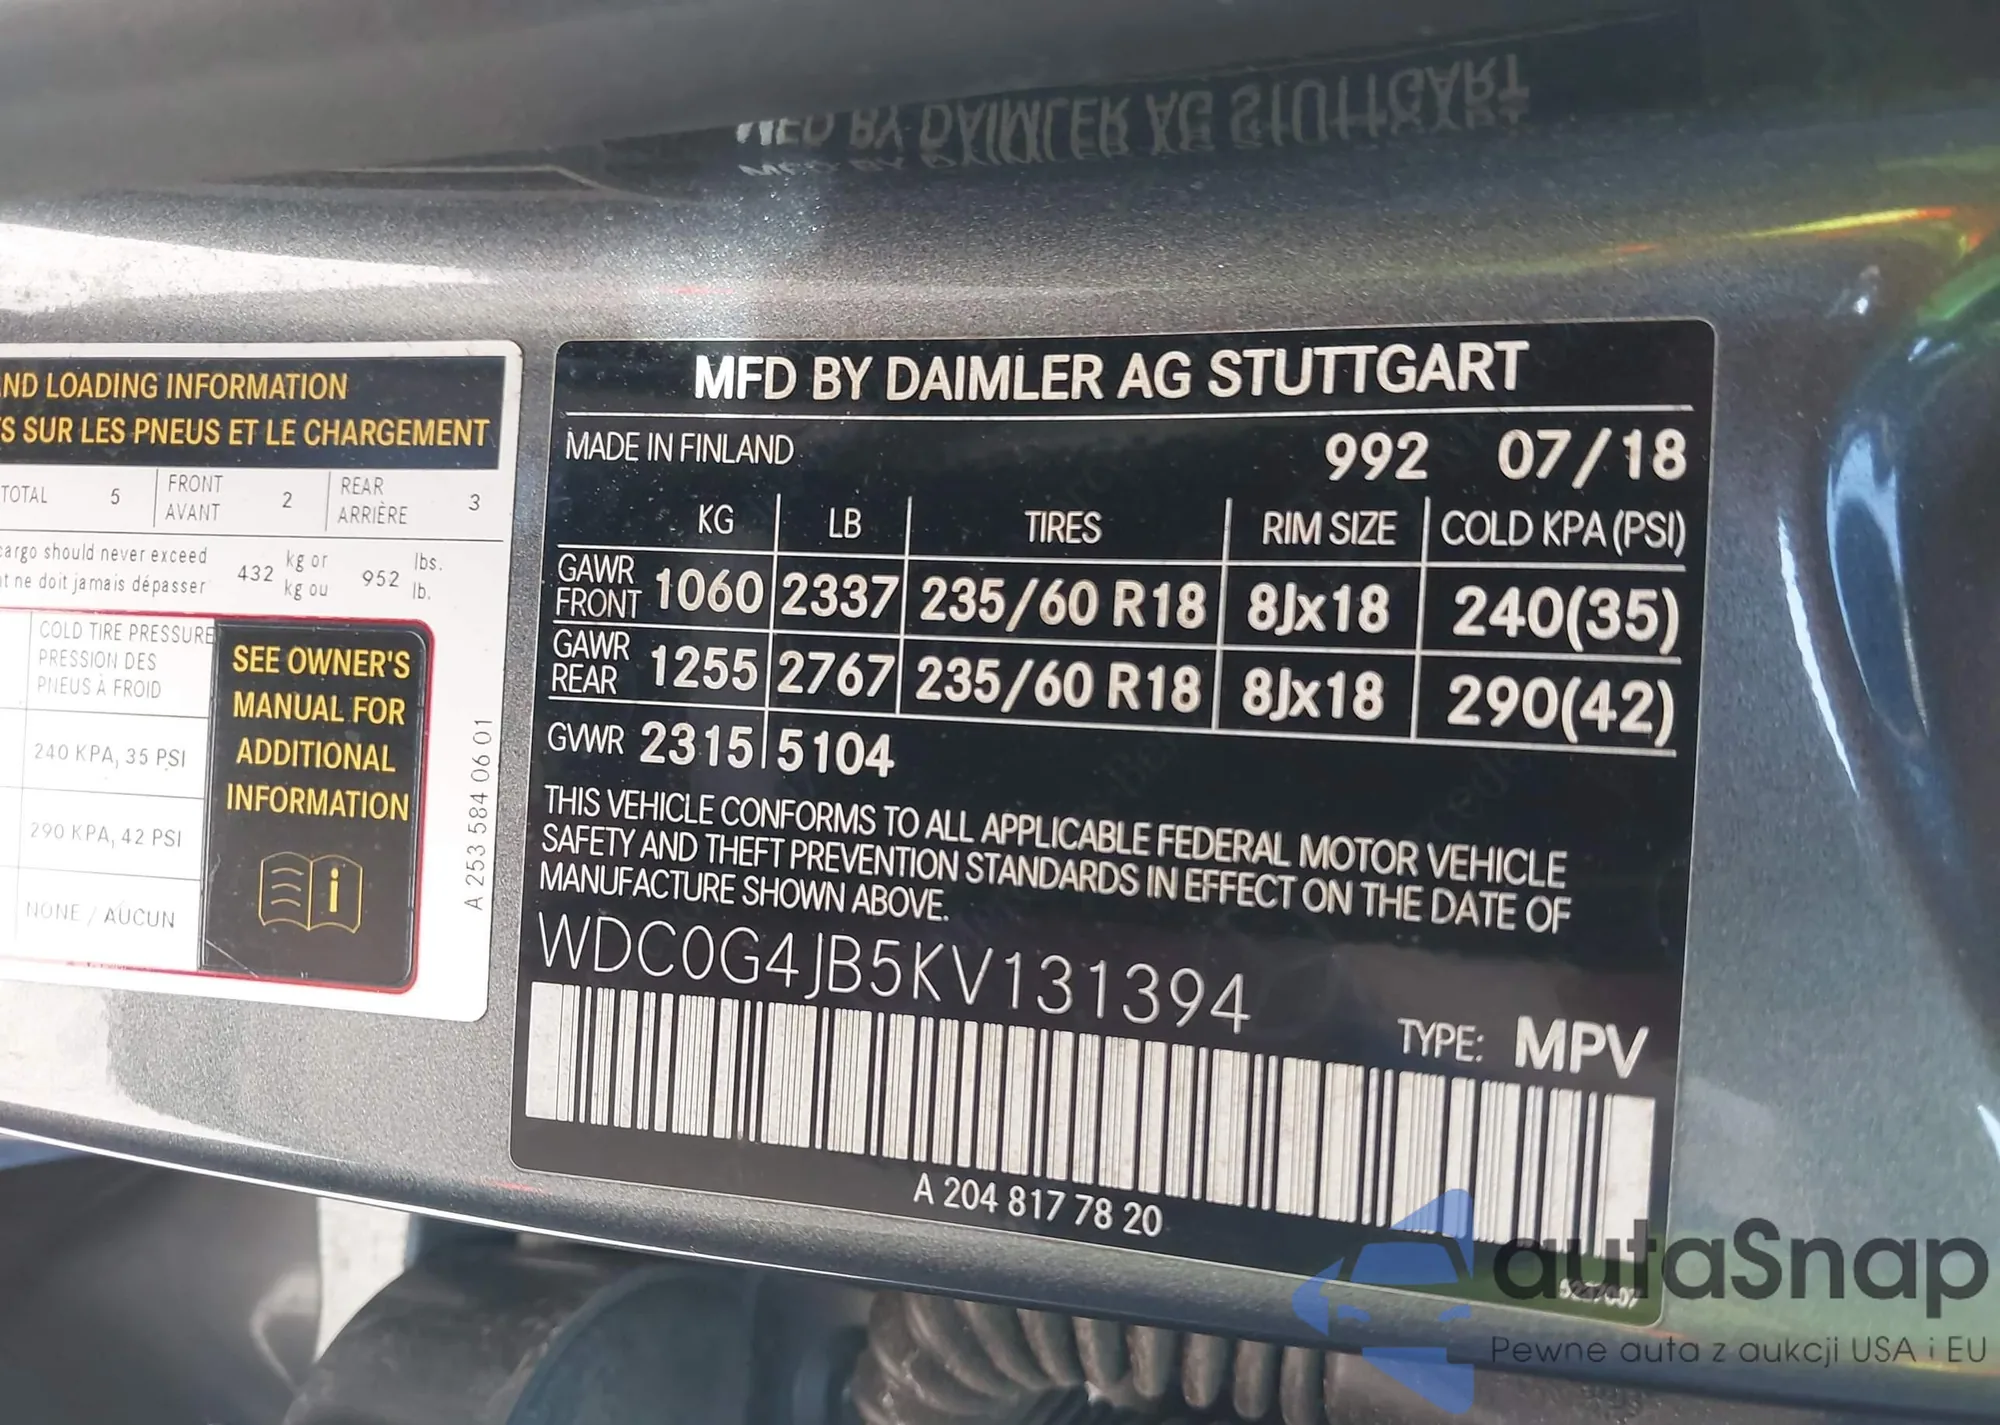 ND LOADING INFORMATION
S SUR LES PNEUS ET LE CHARGEMENT
TOTAL 5 FRONT AVANT 2 REAR ARRIÈRE 3
cargo should never exceed
ne doit jamais dépasser
432 kg or kg ou 952 lbs. lb.
COLD TIRE PRESSURE
PRESSION DES
PNEUS À FROID
240 KPA, 35 PSI
290 KPA, 42 PSI
NONE / AUCUN
SEE OWNER'S
MANUAL FOR
ADDITIONAL
INFORMATION
A 253 584 06 01
MFD BY DAIMLER AG STUTTGART
MADE IN FINLAND 992 07/18
KG LB TIRES RIM SIZE COLD KPA (PSI)
GAWR FRONT 1060 2337 235/60 R18 8Jx18 240(35)
GAWR REAR 1255 2767 235/60 R18 8Jx18 290(42)
GVWR 2315 5104
THIS VEHICLE CONFORMS TO ALL APPLICABLE FEDERAL MOTOR VEHICLE
SAFETY AND THEFT PREVENTION STANDARDS IN EFFECT ON THE DATE OF
MANUFACTURE SHOWN ABOVE.
WDC0G4JB5KV131394
TYPE: MPV
A 204 817 78 20
autaSnap
Pewne auta z aukcji USA i EU